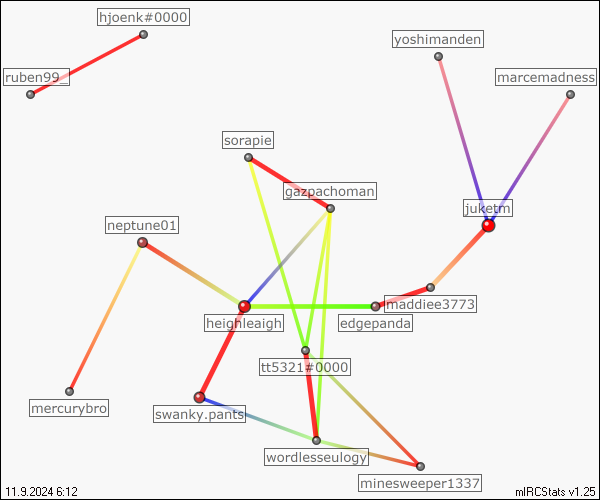 hjoenk#0000
yoshimanden
ruben99_
marcemadness
sorapie
gazpachoman
juketm
neptune01
maddiee3773
heighleaigh
edgepanda
tt5321#0000
mercurybro
swanky.pants
wordlesseulogy
minesweeper1337
11.9.2024 6:12
mIRCStats v1.25